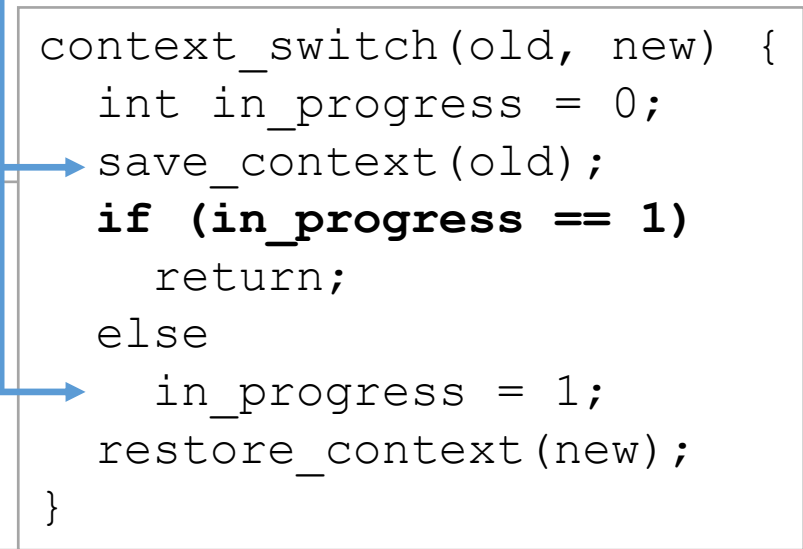 context_switch(old, new) {
  int in_progress = 0;
  save_context(old);
  if (in_progress == 1)
    return;
  else
    in_progress = 1;
  restore_context(new);
}